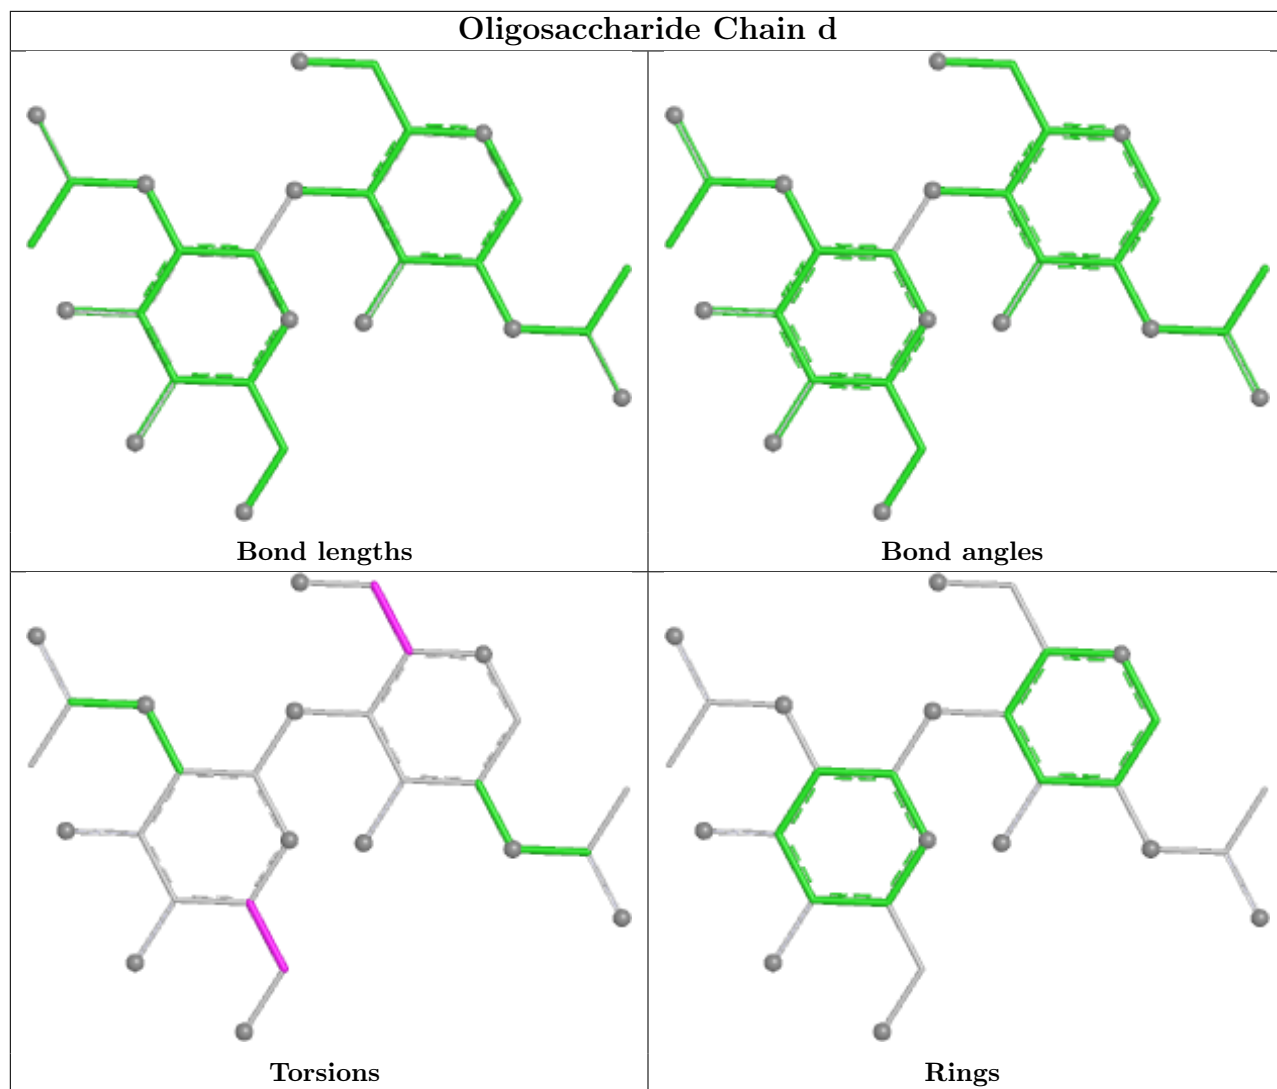 Oligosaccharide Chain d
Bond lengths
Bond angles
Torsions
Rings